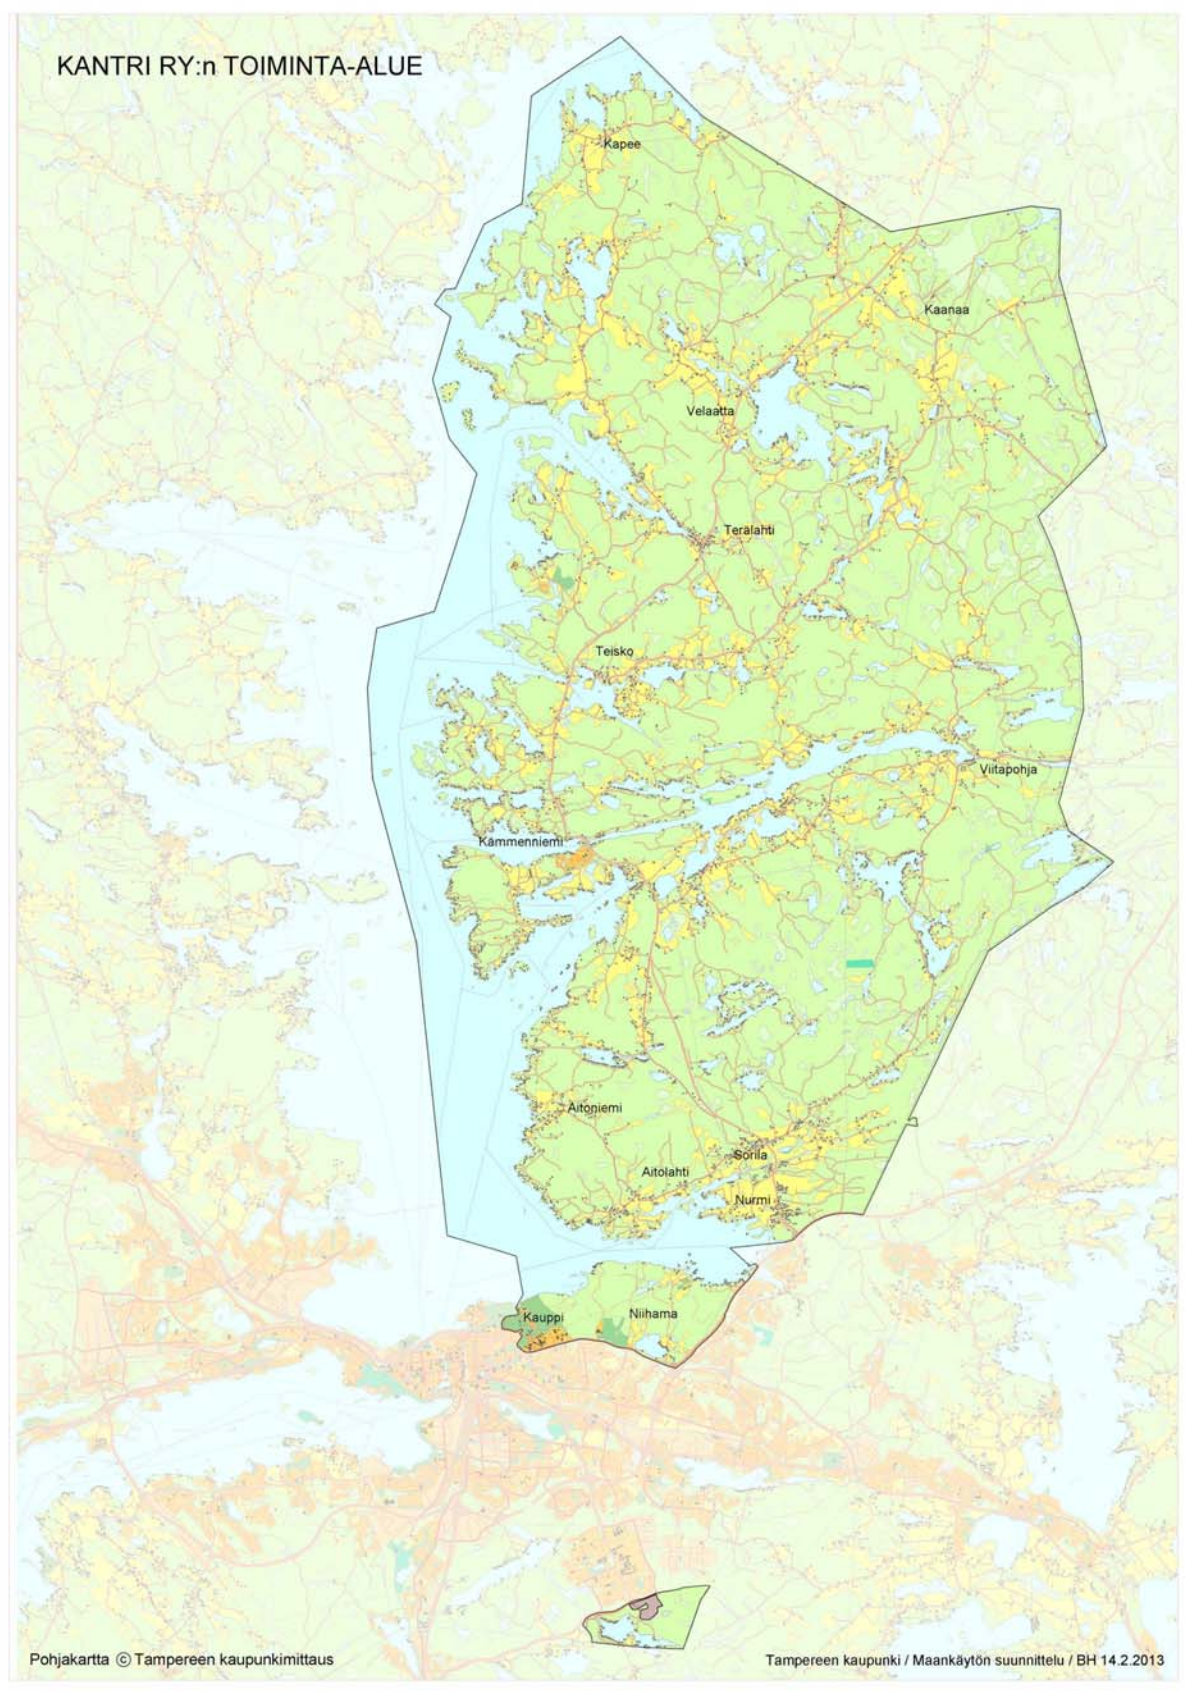 KANTRI RY:n TOIMINTA-ALUE
Kapee
Kaanaa
Velaatta
Terälahti
Teisko
Viitapohja
Kämmenniemi
Aitoniemi
Sorila
Aitolahti
Nurmi
Kauppi
Niihama
Pohjakartta © Tampereen kaupunkimittaus
Tampereen kaupunki / Maankäytön suunnittelu / BH 14.2.2013